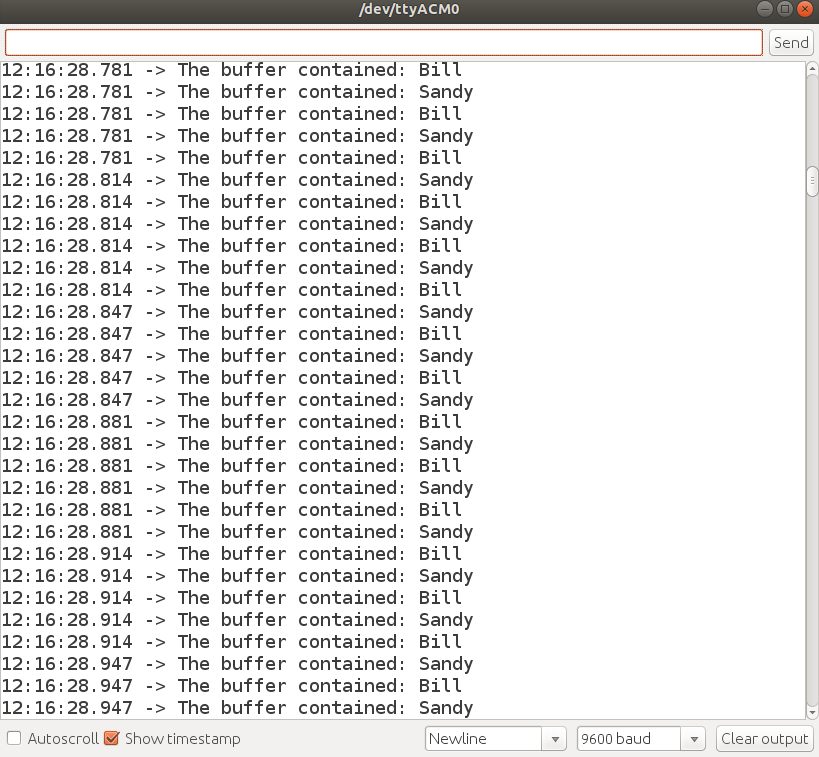 /dev/ttyACM0
Send
12:16:28.781 -> The buffer contained: Bill
12:16:28.781 -> The buffer contained: Sandy
12:16:28.781 -> The buffer contained: Bill
12:16:28.781 -> The buffer contained: Sandy
12:16:28.781 -> The buffer contained: Bill
12:16:28.814 -> The buffer contained: Sandy
12:16:28.814 -> The buffer contained: Bill
12:16:28.814 -> The buffer contained: Sandy
12:16:28.814 -> The buffer contained: Bill
12:16:28.814 -> The buffer contained: Sandy
12:16:28.814 -> The buffer contained: Bill
12:16:28.847 -> The buffer contained: Sandy
12:16:28.847 -> The buffer contained: Bill
12:16:28.847 -> The buffer contained: Sandy
12:16:28.847 -> The buffer contained: Bill
12:16:28.847 -> The buffer contained: Sandy
12:16:28.881 -> The buffer contained: Bill
12:16:28.881 -> The buffer contained: Sandy
12:16:28.881 -> The buffer contained: Bill
12:16:28.881 -> The buffer contained: Sandy
12:16:28.881 -> The buffer contained: Bill
12:16:28.881 -> The buffer contained: Sandy
12:16:28.914 -> The buffer contained: Bill
12:16:28.914 -> The buffer contained: Sandy
12:16:28.914 -> The buffer contained: Bill
12:16:28.914 -> The buffer contained: Sandy
12:16:28.914 -> The buffer contained: Bill
12:16:28.947 -> The buffer contained: Sandy
12:16:28.947 -> The buffer contained: Bill
12:16:28.947 -> The buffer contained: Sandy
Autoscroll Show timestamp Newline 9600 baud Clear output